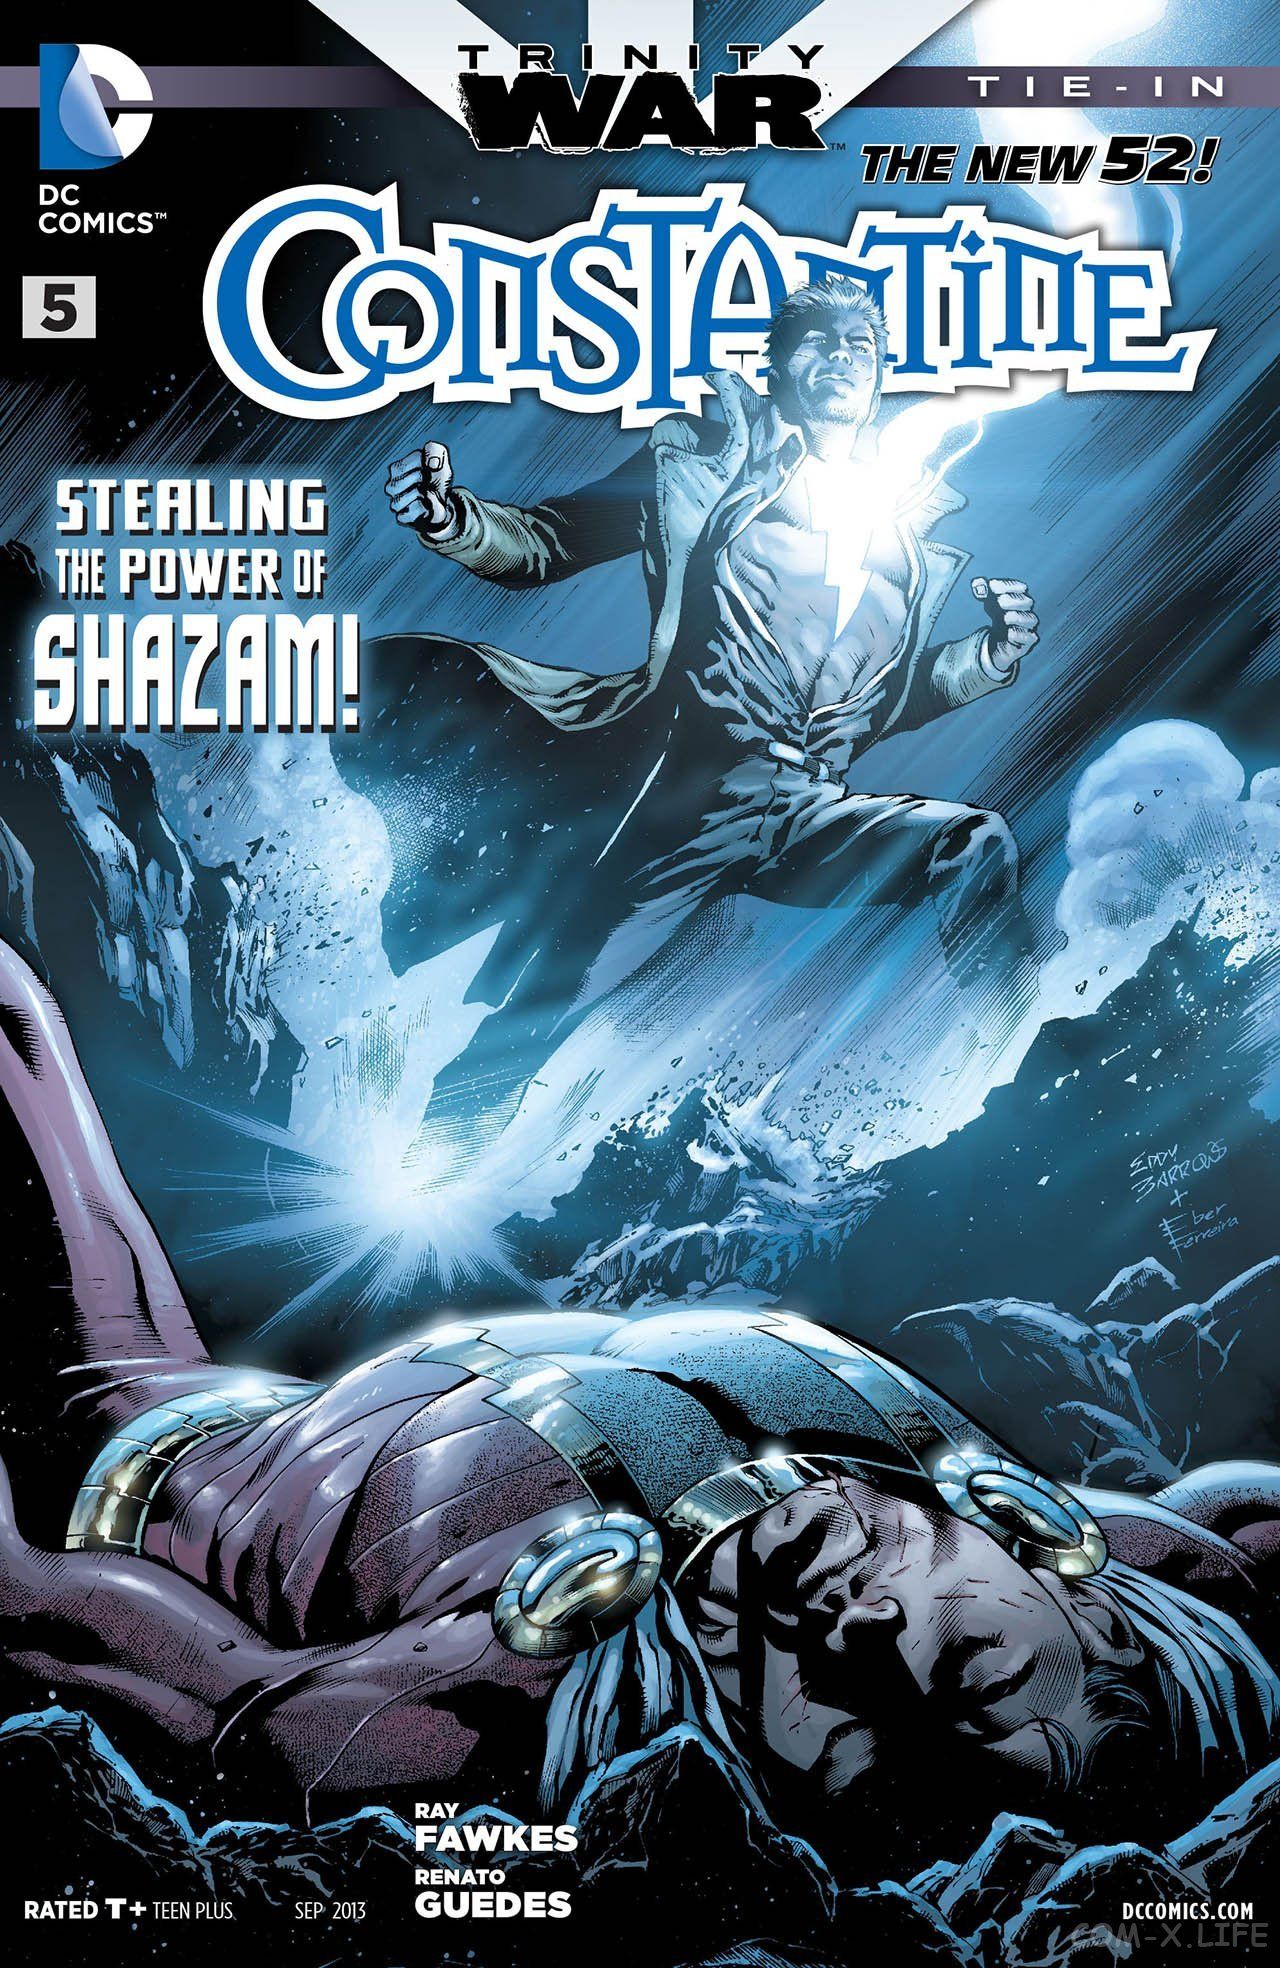 TRINITY
WAR™
TIE-IN
THE NEW 52!
DC
COMICS™
5
CONSTANTINE
STEALING
THE POWER OF
SHAZAM!
EDDY
BARROWS
+
Eber
Ferreira
RAY
FAWKES
RENATO
GUEDES
RATED T+ TEEN PLUS
SEP 2013
DCCOMICS.COM
COM-X.LIFE